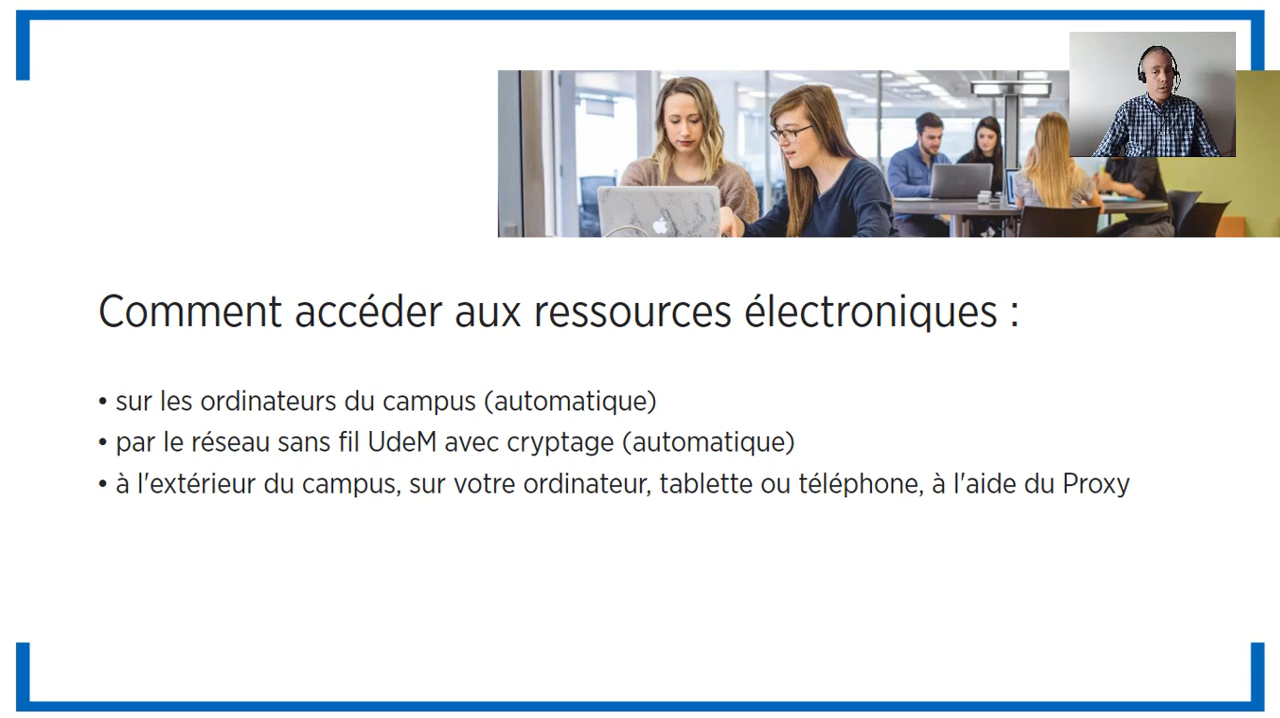 Comment accéder aux ressources électroniques :
• sur les ordinateurs du campus (automatique)
• par le réseau sans fil UdeM avec cryptage (automatique)
• à l'extérieur du campus, sur votre ordinateur, tablette ou téléphone, à l'aide du Proxy